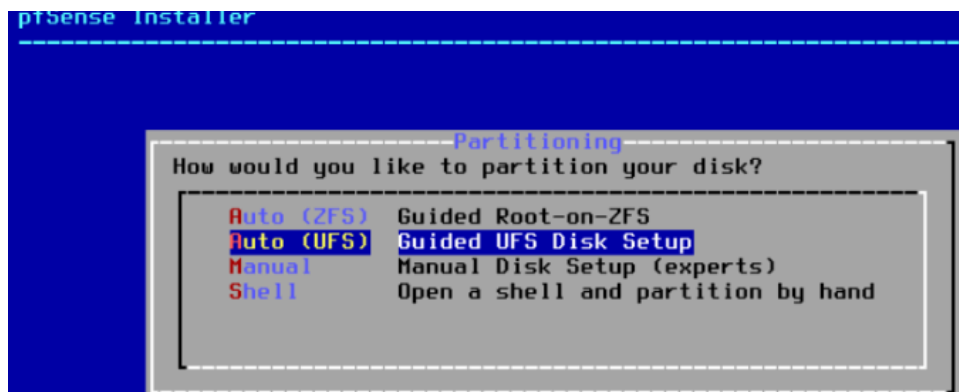 pfSense Installer
Partitioning
How would you like to partition your disk?
Auto (ZFS) Guided Root-on-ZFS
Auto (UFS) Guided UFS Disk Setup
Manual Manual Disk Setup (experts)
Shell Open a shell and partition by hand